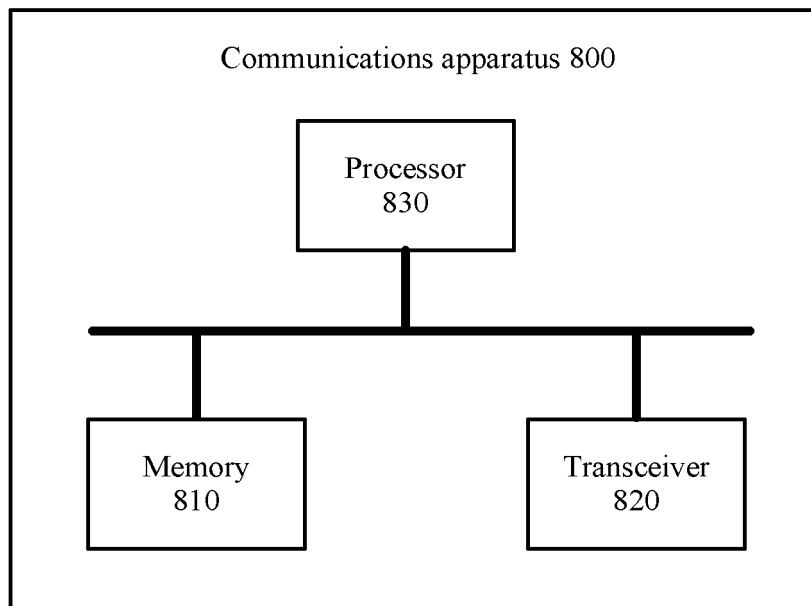 Communications apparatus 800
Processor
830
Memory
810
Transceiver
820